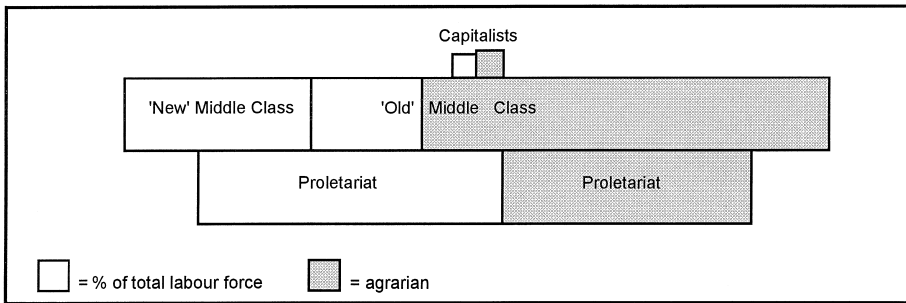 Capitalists
'New' Middle Class 'Old' Middle Class
Proletariat Proletariat
= % of total labour force = agrarian